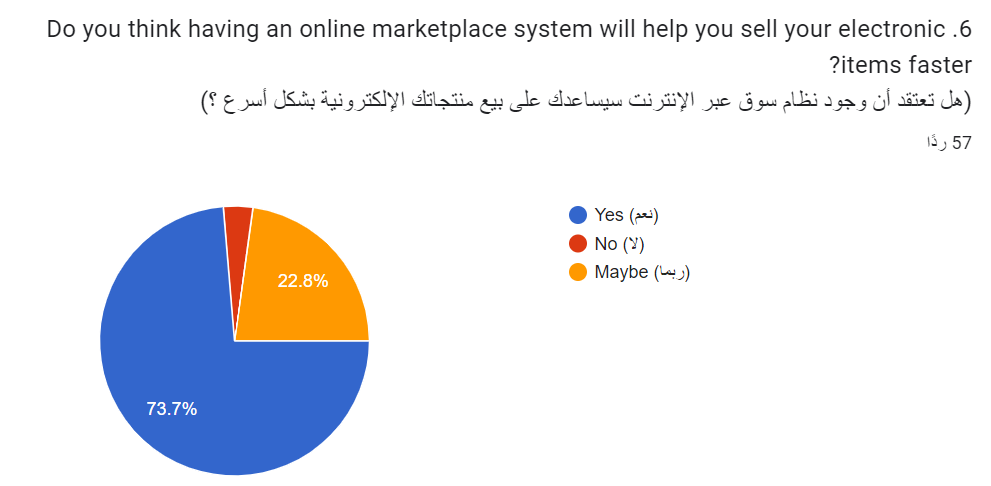 Do you think having an online marketplace system will help you sell your electronic .6
?items faster
(هل تعتقد أن وجود نظام سوق عبر الإنترنت سيساعدك على بيع منتجاتك الإلكترونية بشكل أسرع ؟)
57 ردًا
Yes (نعم)
No (لا)
Maybe (ربما)
22.8%
73.7%